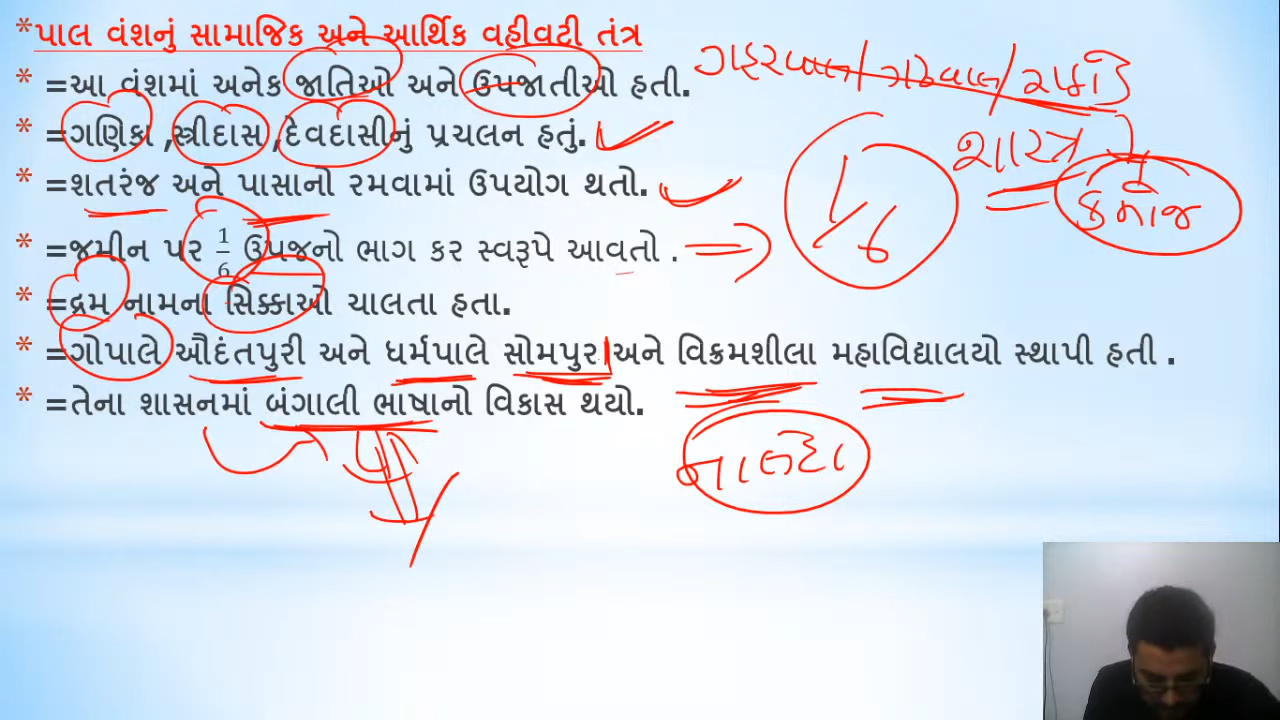 *પાલ વંશનું સામાજિક અને આર્થિક વહીવટી તંત્ર
* =આ વંશમાં અનેક જાતિઓ અને ઉપજાતીઓ હતી.
* =ગણિકા ,સ્ત્રીદાસ ,દેવદાસીનું પ્રચલન હતું.
* =શતરંજ અને પાસાનો રમવામાં ઉપયોગ થતો.
* =જમીન પર 1/6 ઉપજનો ભાગ કર સ્વરૂપે આવતો .
* =દ્રમ નામના સિક્કાઓ ચાલતા હતા.
* =ગોપાલે ઔદંતપુરી અને ધર્મપાલે સોમપુર અને વિક્રમશીલા મહાવિદ્યાલયો સ્થાપી હતી .
* =તેના શાસનમાં બંગાલી ભાષાનો વિકાસ થયો.
1/6
કનોજ
નાલંદા